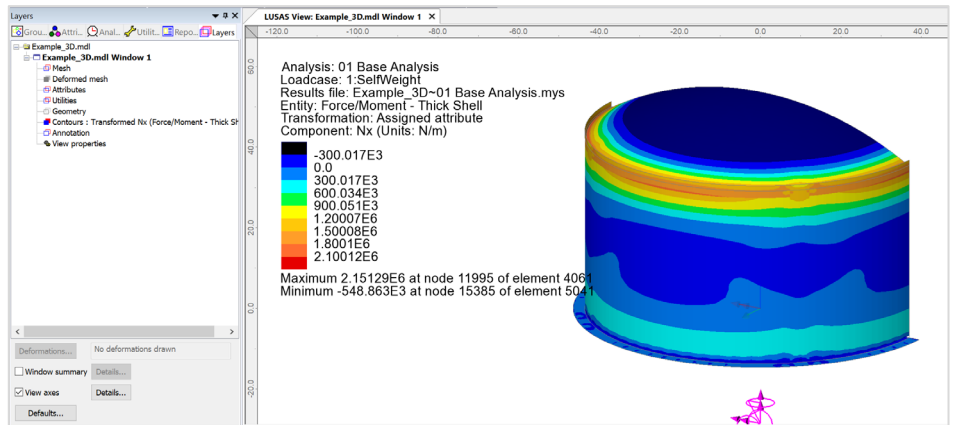 Layers
Grou... Attri... Anal... Utilit... Repo... Layers
Example_3D.mdl
Example_3D.mdl Window 1
Mesh
Deformed mesh
Attributes
Utilities
Geometry
Contours : Transformed Nx (Force/Moment - Thick Sh
Annotation
View properties
Deformations... No deformations drawn
Window summary Details...
View axes Details...
Defaults...
LUSAS View: Example_3D.mdl Window 1 X
-120.0 -100.0 -80.0 -60.0 -40.0 -20.0 0.0 20.0 40.0
60.0
40.0
20.0
0.0
-20.0
Analysis: 01 Base Analysis
Loadcase: 1:SelfWeight
Results file: Example_3D~01 Base Analysis.mys
Entity: Force/Moment - Thick Shell
Transformation: Assigned attribute
Component: Nx (Units: N/m)
-300.017E3
0.0
300.017E3
600.034E3
900.051E3
1.20007E6
1.50008E6
1.8001E6
2.10012E6
Maximum 2.15129E6 at node 11995 of element 4061
Minimum -548.863E3 at node 15385 of element 5041